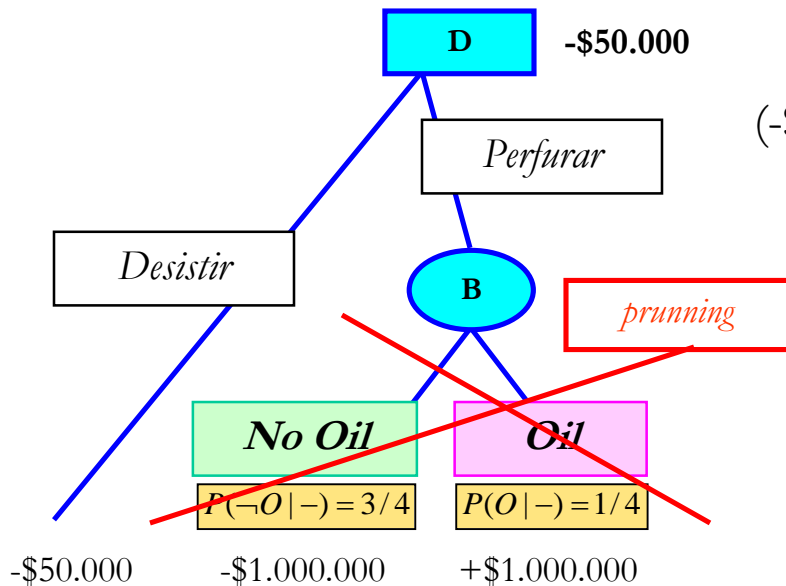 D -$50.000
(-$
Perfurar
Desistir
B
prunning
No Oil Oil
P(¬O | −) = 3 / 4 P(O | −) = 1/ 4
-$50.000 -$1.000.000 +$1.000.000